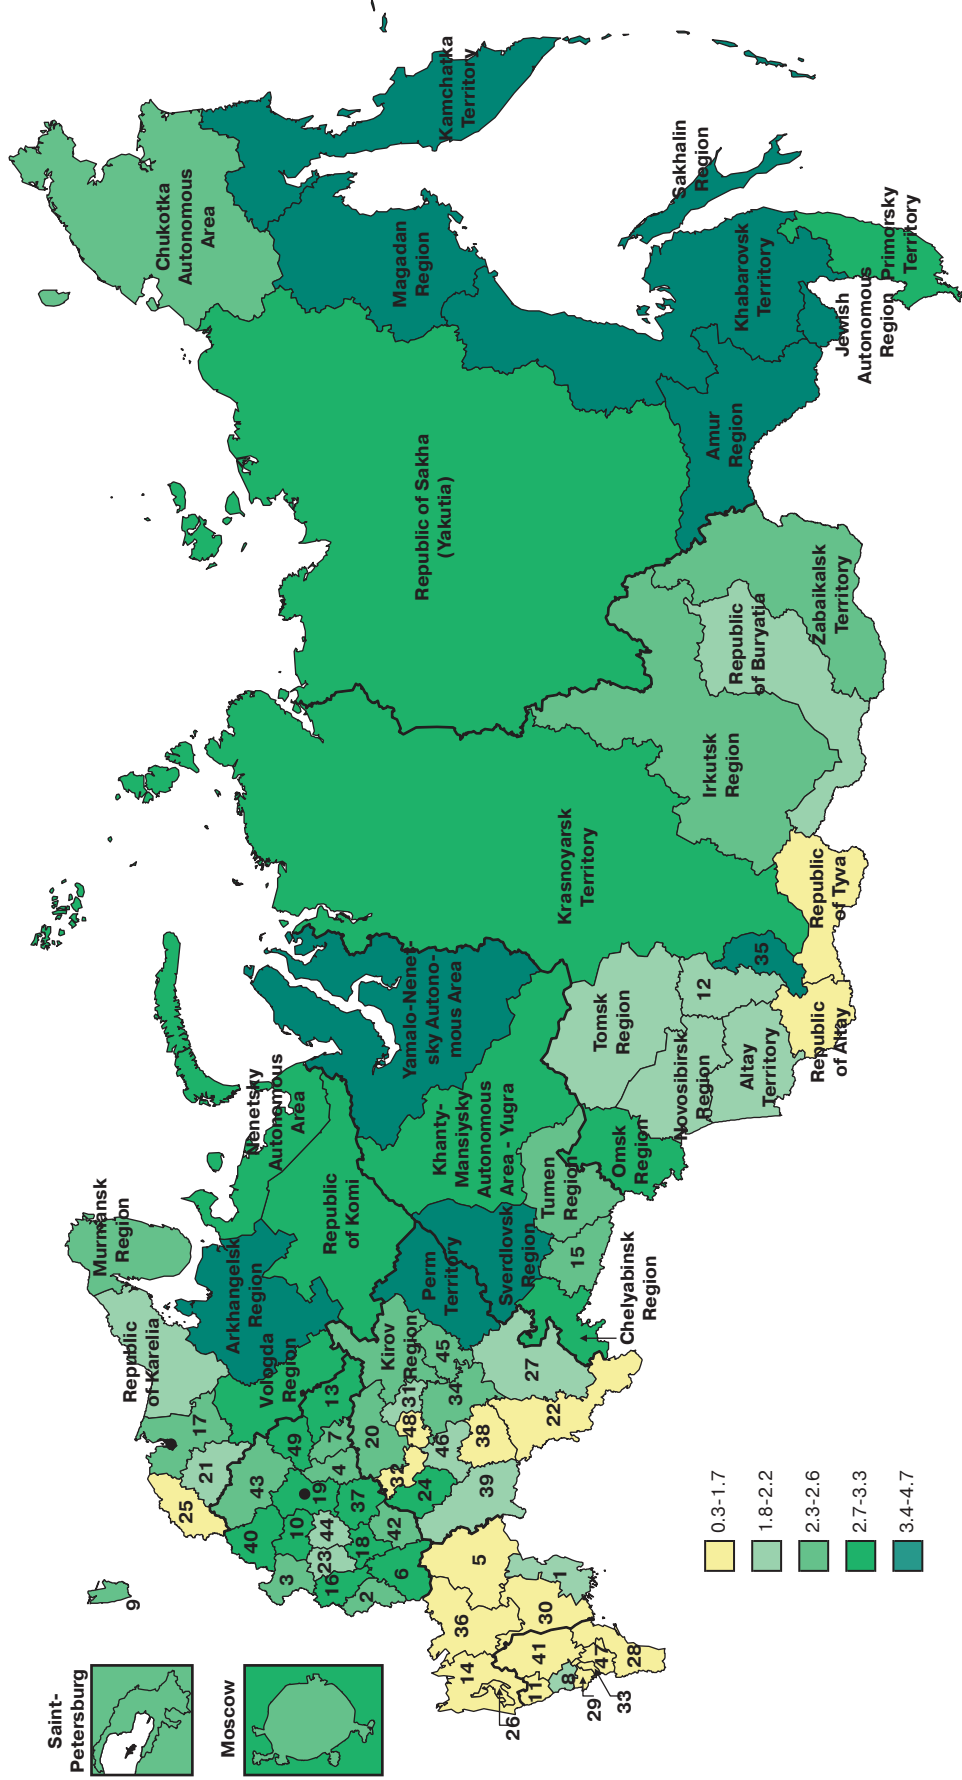 Saint-
Petersburg
Moscow
Murmansk
Region
Republic
of Karelia
Arkhangelsk
Region
Vologda
Region
Nenetsky
Autonomous
Area
Republic
of Komi
Kirov
Region
Perm
Territory
Sverdlovsk
Region
Chelyabinsk
Region
Yamalo-Nenet-
sky Autono-
mous Area
Khanty-
Mansiysky
Autonomous
Area - Yugra
Tumen
Region
Omsk
Region
Tomsk
Region
Novosibirsk
Region
Altay
Territory
Republic
of Altay
Republic
of Tyva
Krasnoyarsk
Territory
Irkutsk
Region
Republic
of Buryatia
Zabaikalsk
Territory
Republic of Sakha
(Yakutia)
Amur
Region
Chukotka
Autonomous
Area
Magadan
Region
Kamchatka
Territory
Khabarovsk
Territory
Sakhalin
Region
Jewish
Autonomous
Region
Primorsky
Territory
9
25
21
17
43
40
49
13
7
4
19
10
3
44
23
16
18
37
2
6
42
24
32
20
48
31
45
34
46
38
39
22
27
15
12
35
5
1
36
30
14
41
26
11
8
47
28
29
33
0.3-1.7
1.8-2.2
2.3-2.6
2.7-3.3
3.4-4.7